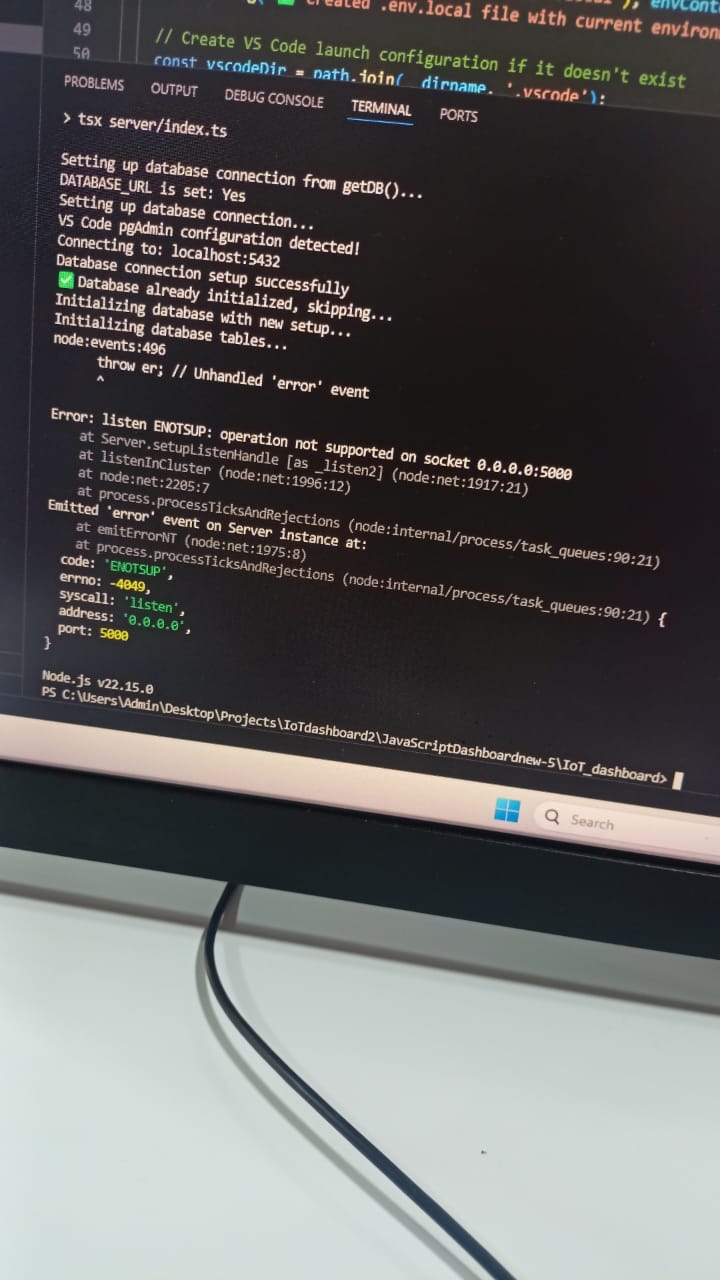 48
49
50
created .env.local file with current environ
// Create VS Code launch configuration if it doesn't exist
const vscodeDir = path.join(__dirname, '.vscode');
PROBLEMS OUTPUT DEBUG CONSOLE TERMINAL PORTS
> tsx server/index.ts
Setting up database connection from getDB()...
DATABASE_URL is set: Yes
Setting up database connection...
VS Code pgAdmin configuration detected!
Connecting to: localhost:5432
Database connection setup successfully
✅ Database already initialized, skipping...
Initializing database with new setup...
Initializing database tables...
node:events:496
throw er; // Unhandled 'error' event
^
Error: listen ENOTSUP: operation not supported on socket 0.0.0.0:5000
at Server.setupListenHandle [as _listen2] (node:net:1917:21)
at listenInCluster (node:net:1996:12)
at node:net:2205:7
at process.processTicksAndRejections (node:internal/process/task_queues:90:21)
Emitted 'error' event on Server instance at:
at emitErrorNT (node:net:1975:8)
at process.processTicksAndRejections (node:internal/process/task_queues:90:21) {
code: 'ENOTSUP',
errno: -4049,
syscall: 'listen',
address: '0.0.0.0',
port: 5000
}
Node.js v22.15.0
PS C:\Users\Admin\Desktop\Projects\IoTdashboard2\JavaScriptDashboardnew-5\IoT_dashboard>
Search